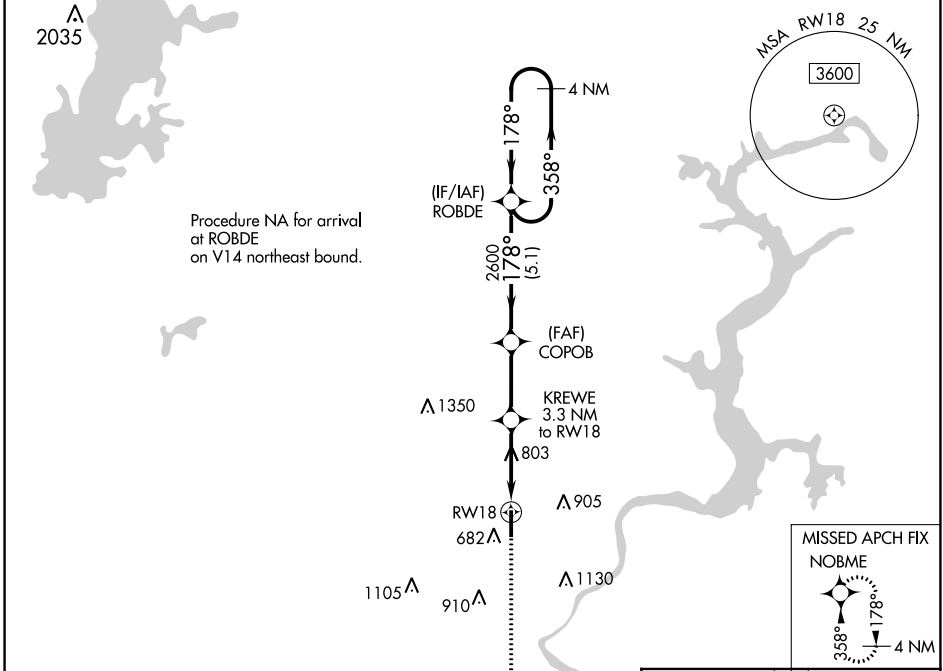 2035
MSA RW18 25 NM
3600
4 NM
178°
358°
(IF/IAF)
ROBDE
Procedure NA for arrival
at ROBDE
on V14 northeast bound.
2600
178°
(5.1)
(FAF)
COPOB
1350
KREWE
3.3 NM
to RW18
803
RW18
905
682
1105
910
1130
MISSED APCH FIX
NOBME
358°
178°
4 NM